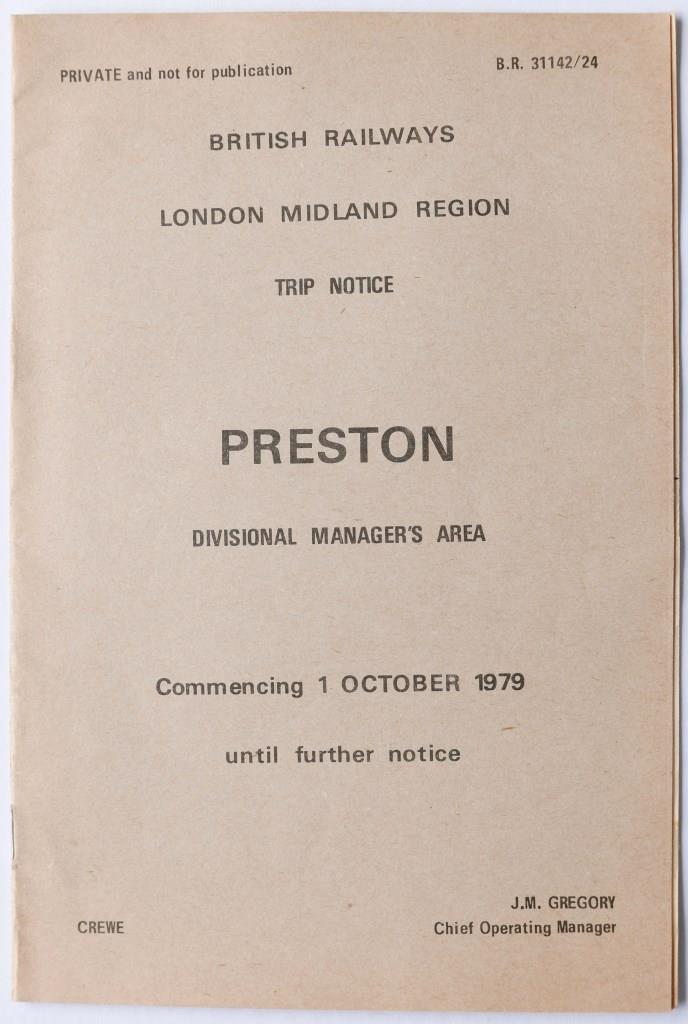 PRIVATE and not for publication
B.R. 31142/24
BRITISH RAILWAYS
LONDON MIDLAND REGION
TRIP NOTICE
PRESTON
DIVISIONAL MANAGER'S AREA
Commencing 1 OCTOBER 1979
until further notice
J.M. GREGORY
CREWE
Chief Operating Manager